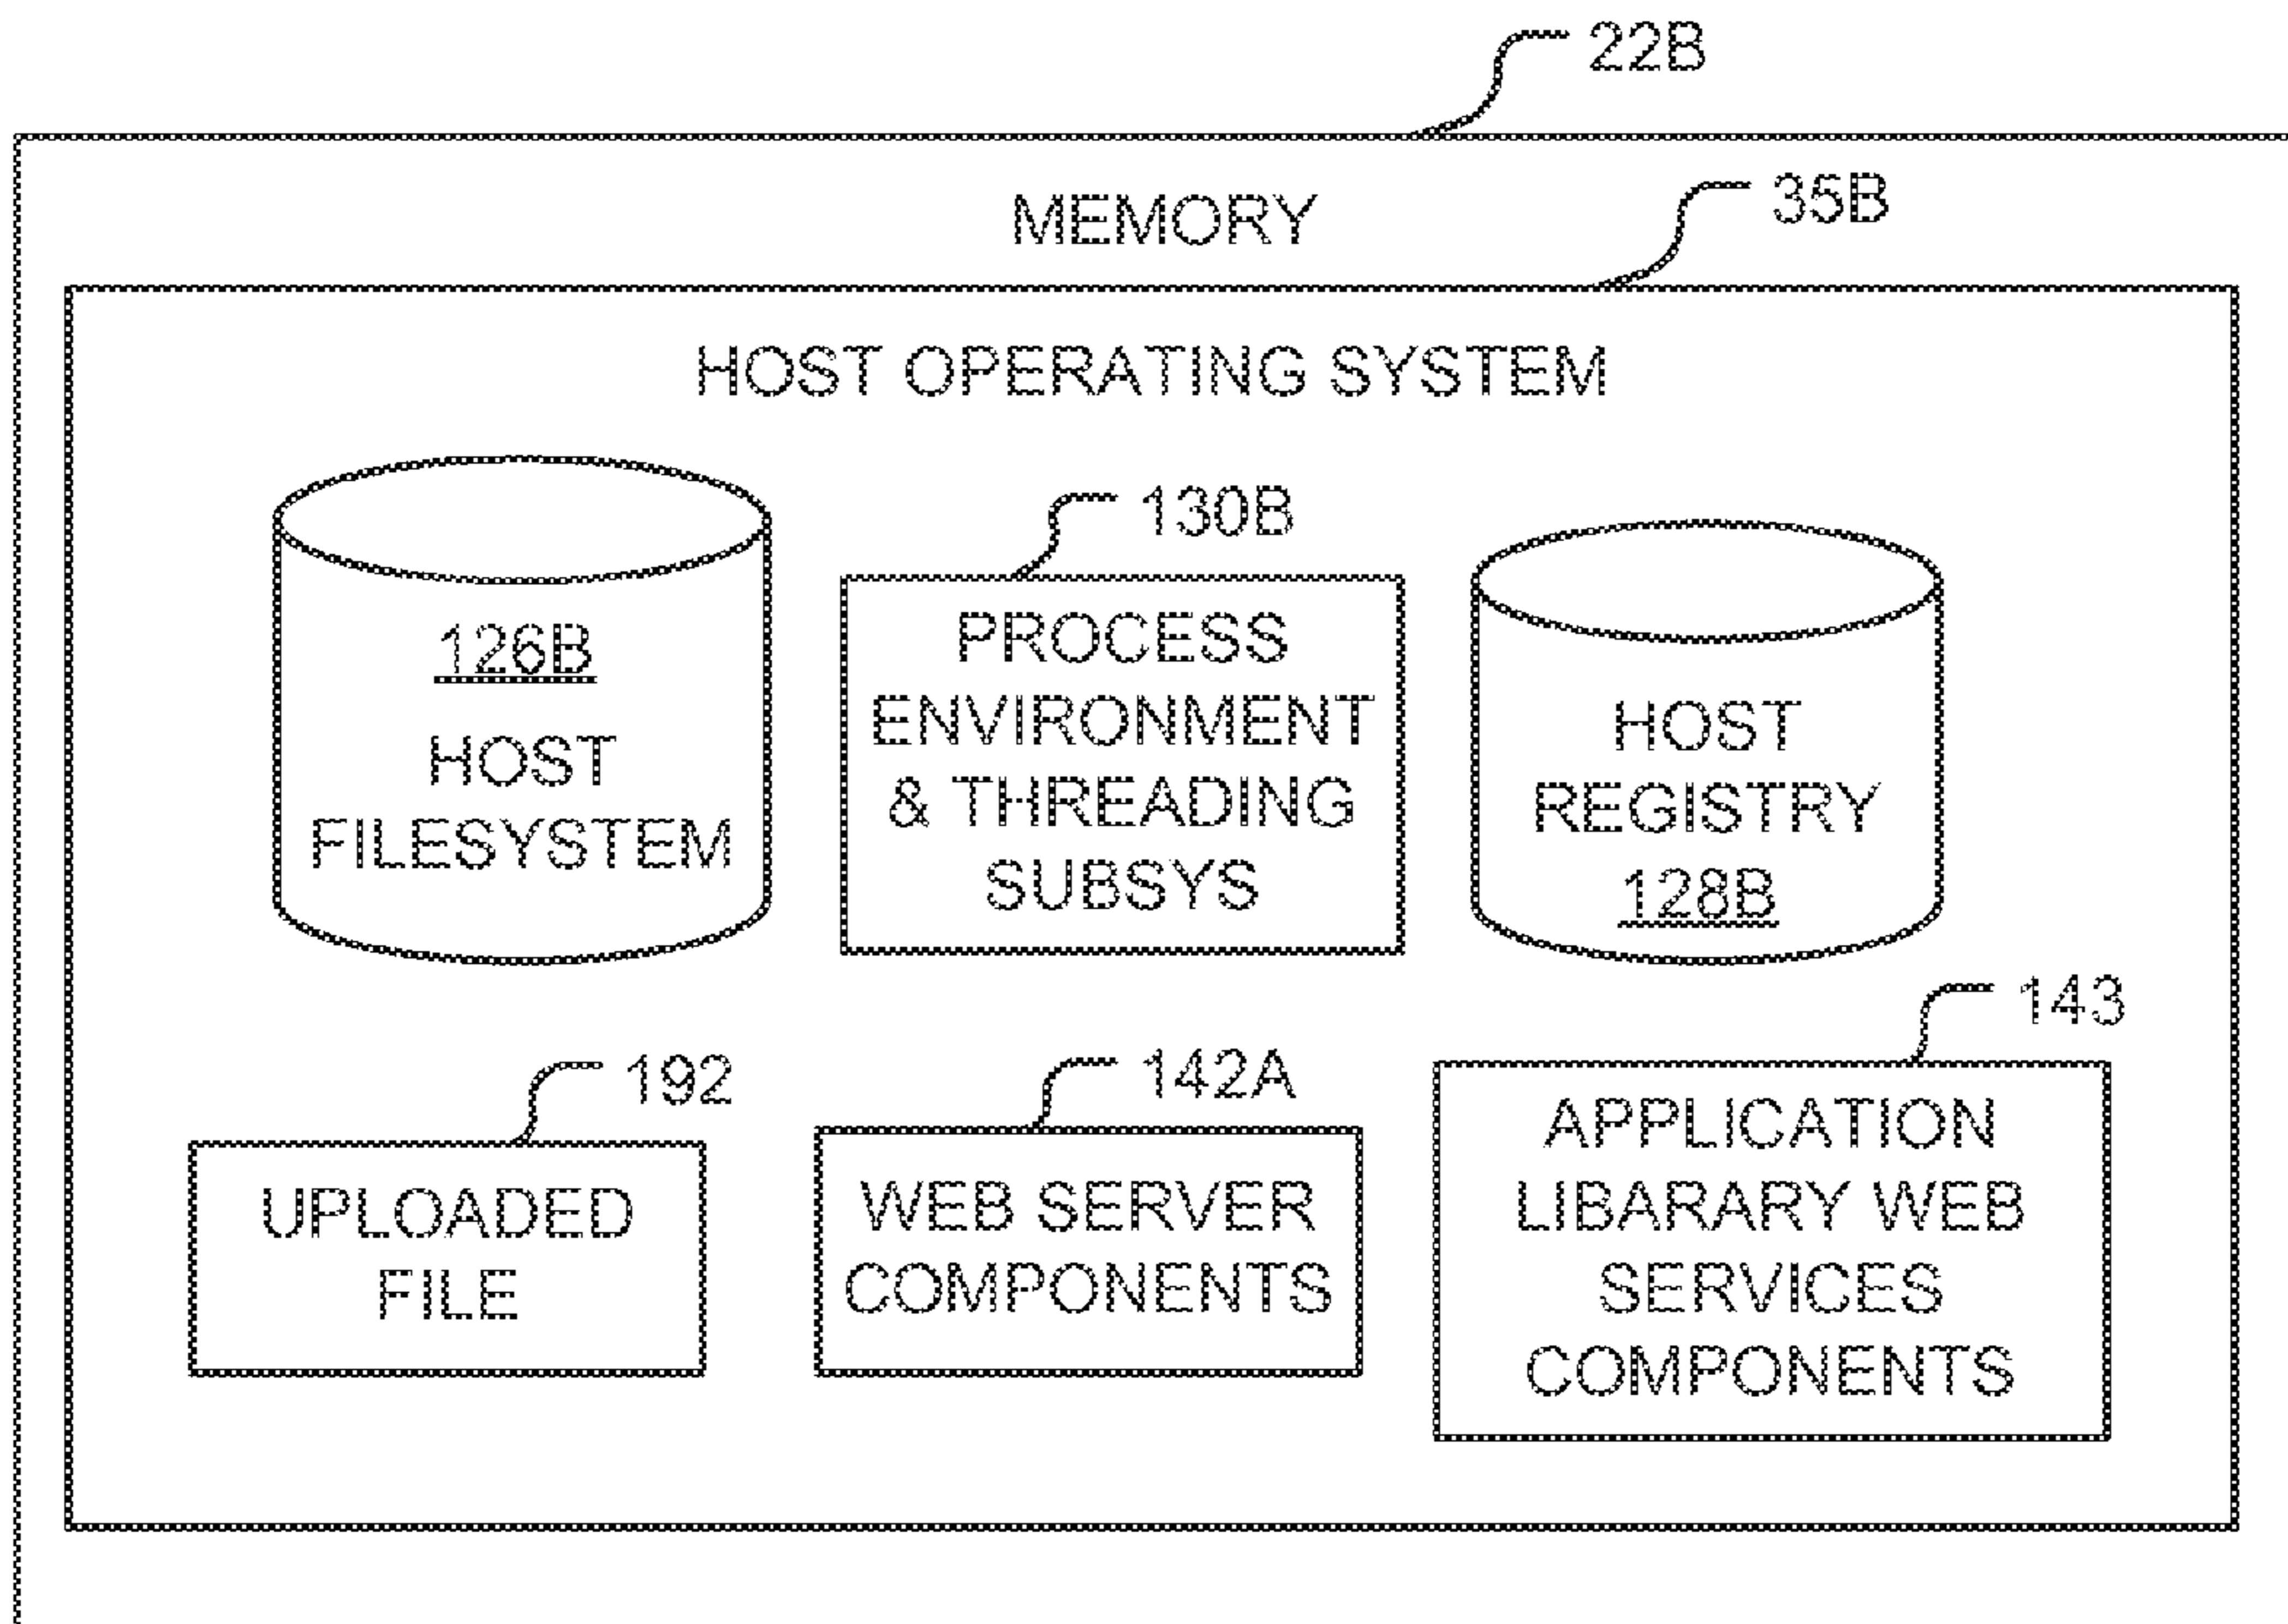 22B
MEMORY
35B
HOST OPERATING SYSTEM
126B
HOST
FILESYSTEM
130B
PROCESS
ENVIRONMENT
& THREADING
SUBSYS
HOST
REGISTRY
128B
192
UPLOADED
FILE
142A
WEB SERVER
COMPONENTS
143
APPLICATION
LIBARARY WEB
SERVICES
COMPONENTS